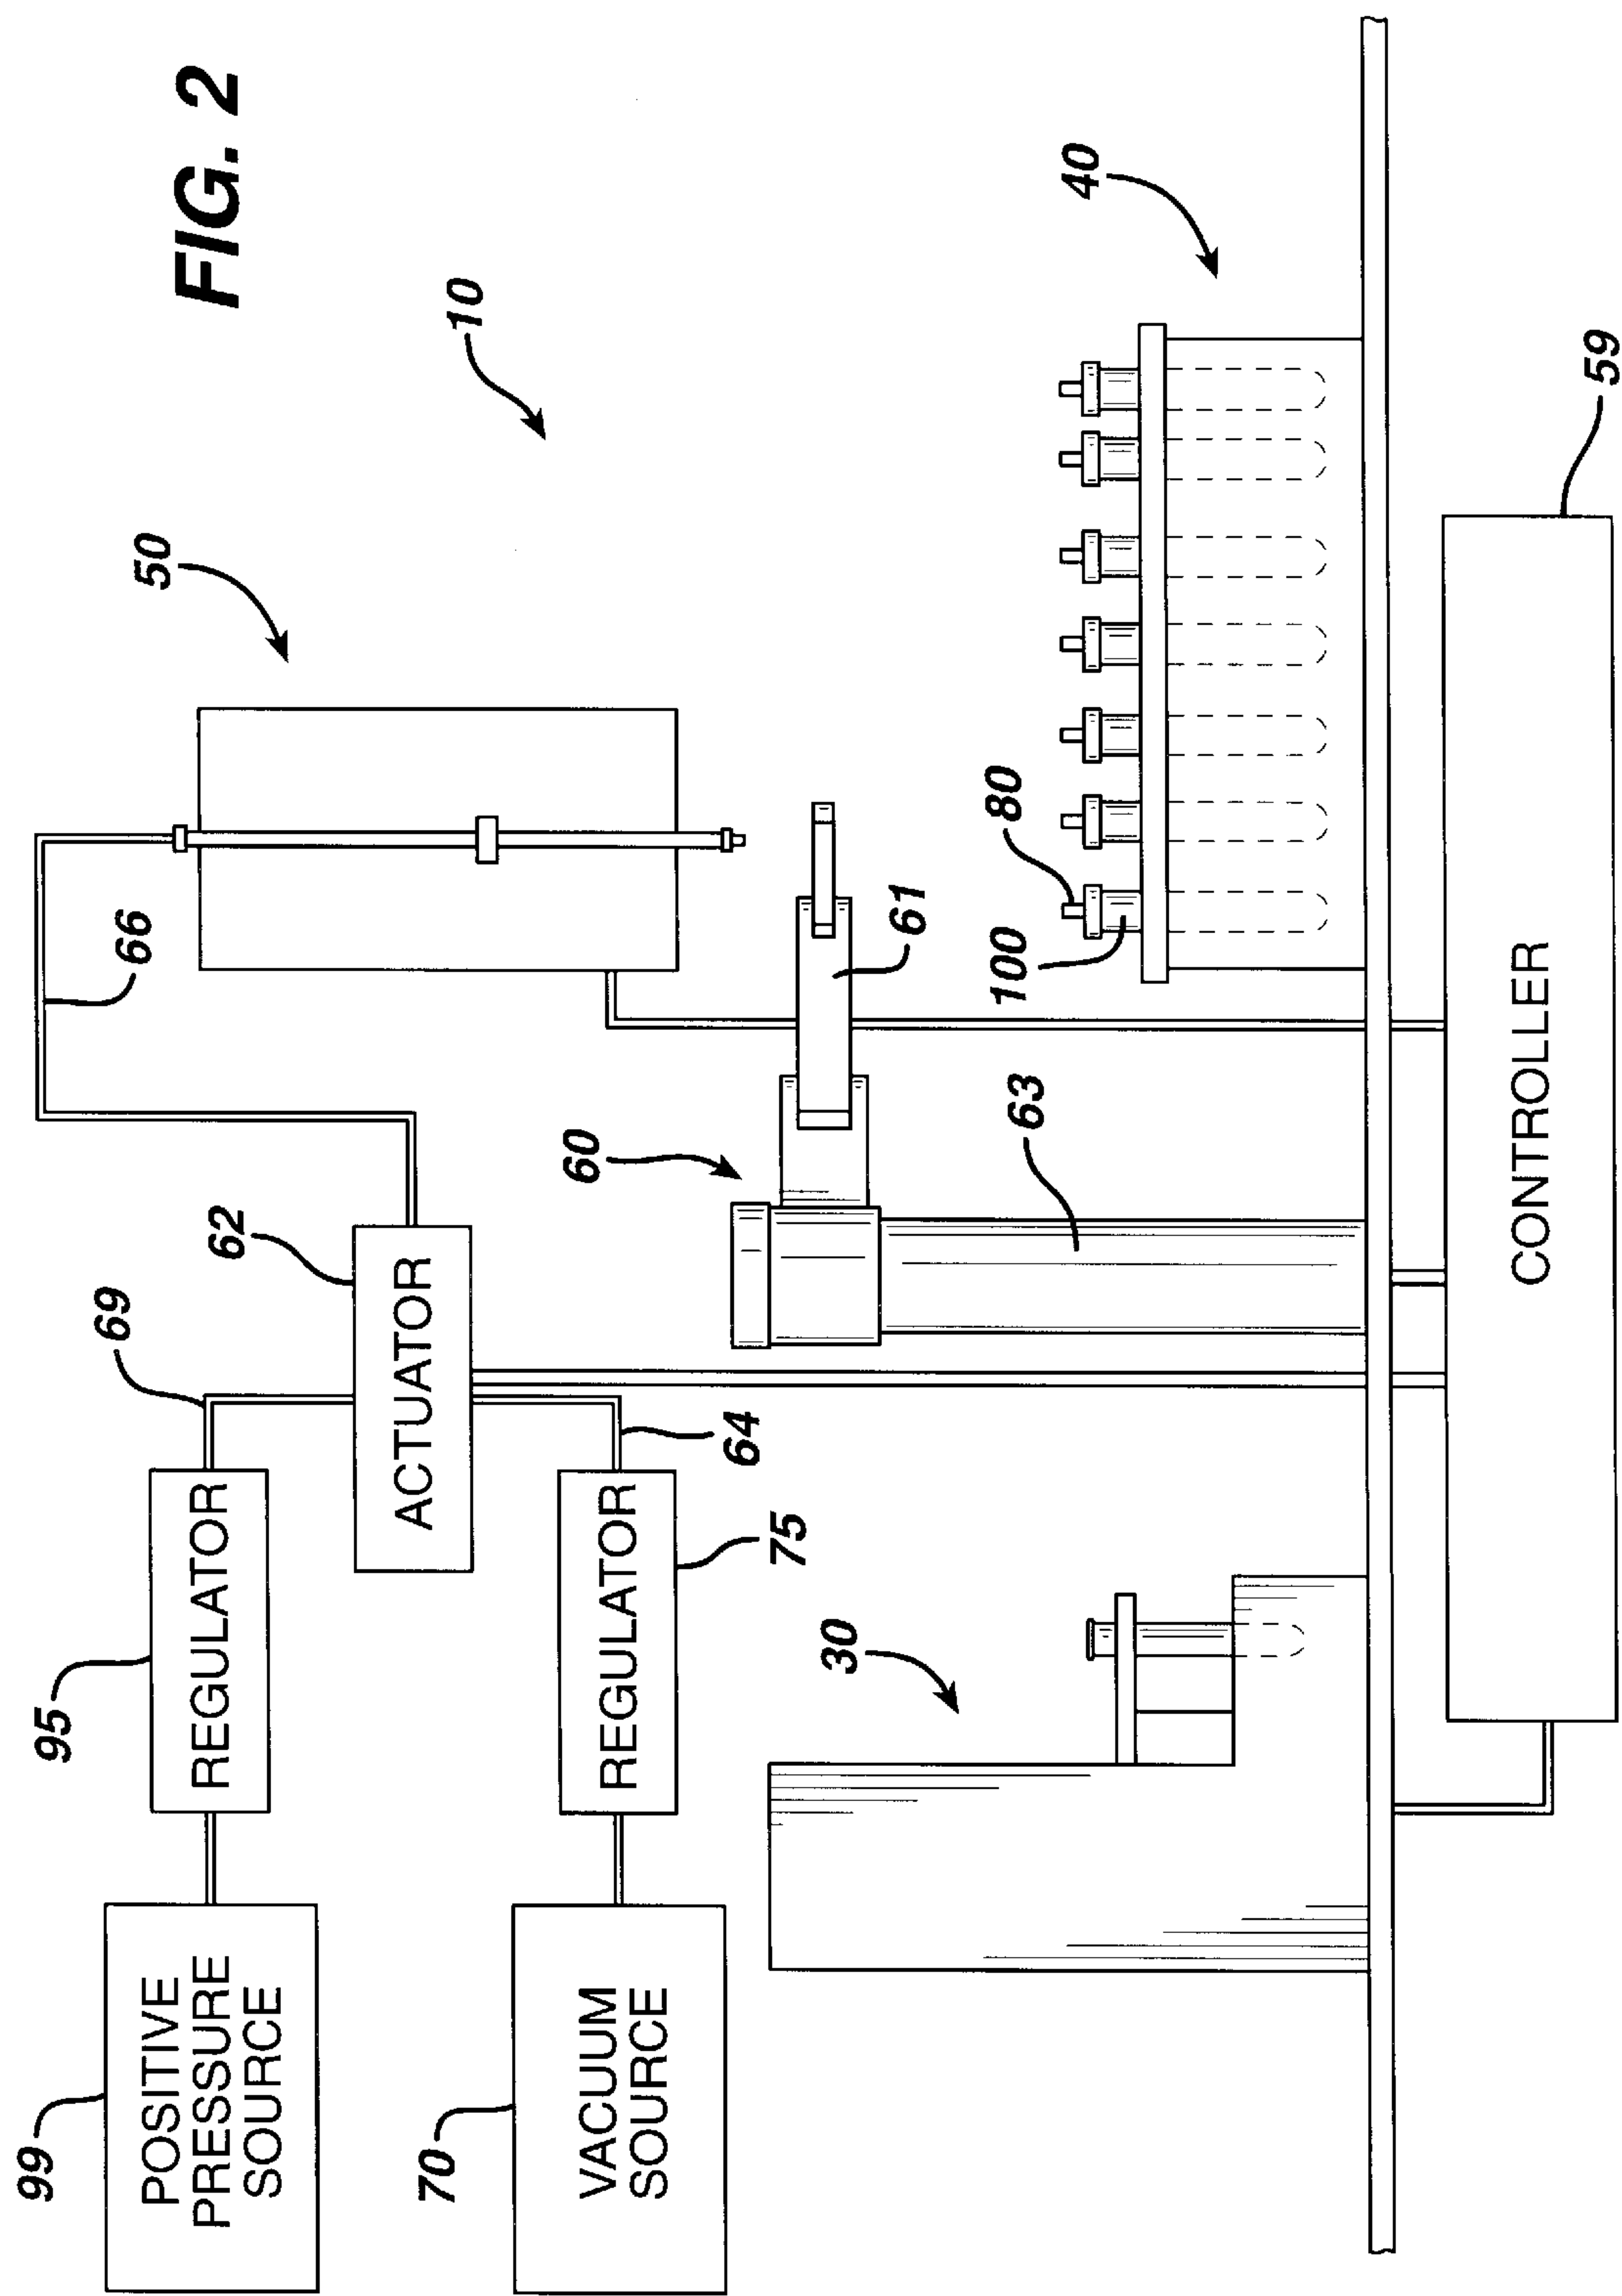 FIG. 2
99
POSITIVE
PRESSURE
SOURCE
95
REGULATOR
69
62
ACTUATOR
66
50
10
70
VACUUM
SOURCE
REGULATOR
75
64
60
61
63
30
80
100
40
CONTROLLER
59